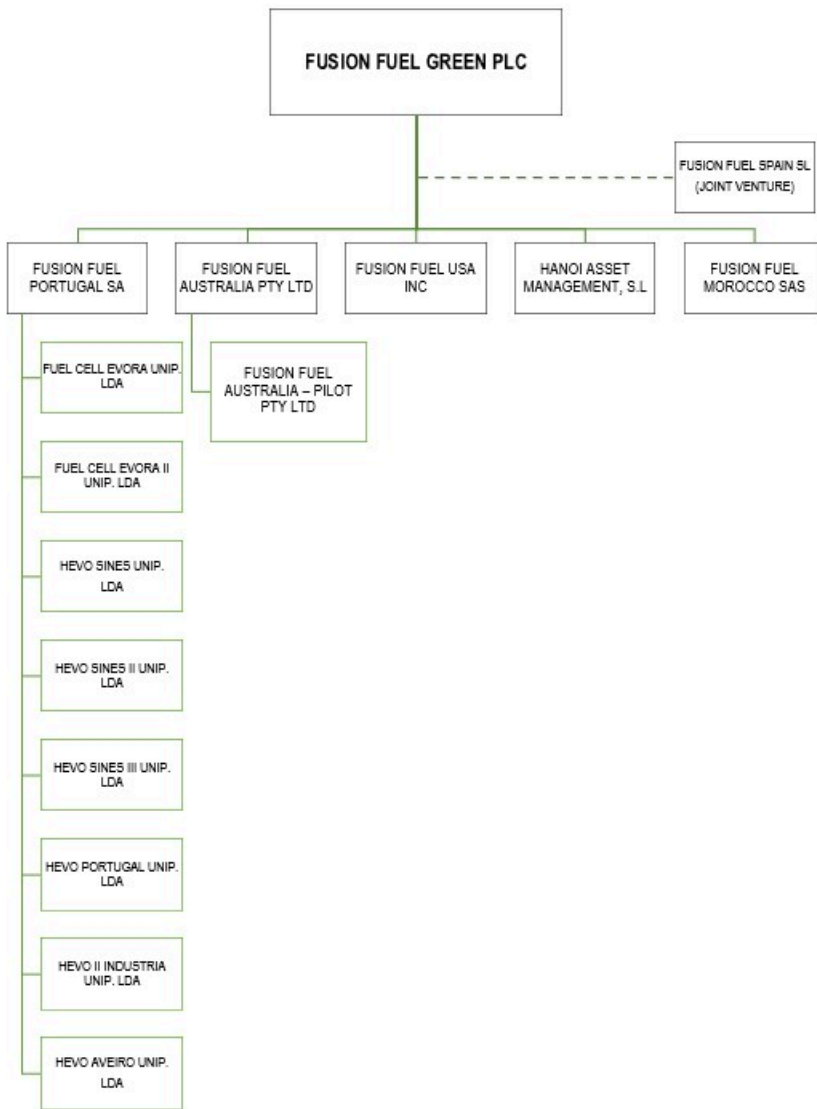 FUSION FUEL GREEN PLC
FUSION FUEL SPAIN SL
(JOINT VENTURE)
FUSION FUEL
PORTUGAL SA
FUSION FUEL
AUSTRALIA PTY LTD
FUSION FUEL USA
INC
HANOI ASSET
MANAGEMENT, S.L
FUSION FUEL
MOROCCO SAS
FUEL CELL EVORA UNIP.
LDA
FUSION FUEL
AUSTRALIA – PILOT
PTY LTD
FUEL CELL EVORA II
UNIP. LDA
HEVO SINES UNIP.
LDA
HEVO SINES II UNIP.
LDA
HEVO SINES III UNIP.
LDA
HEVO PORTUGAL UNIP.
LDA
HEVO II INDUSTRIA
UNIP. LDA
HEVO AVEIRO UNIP.
LDA